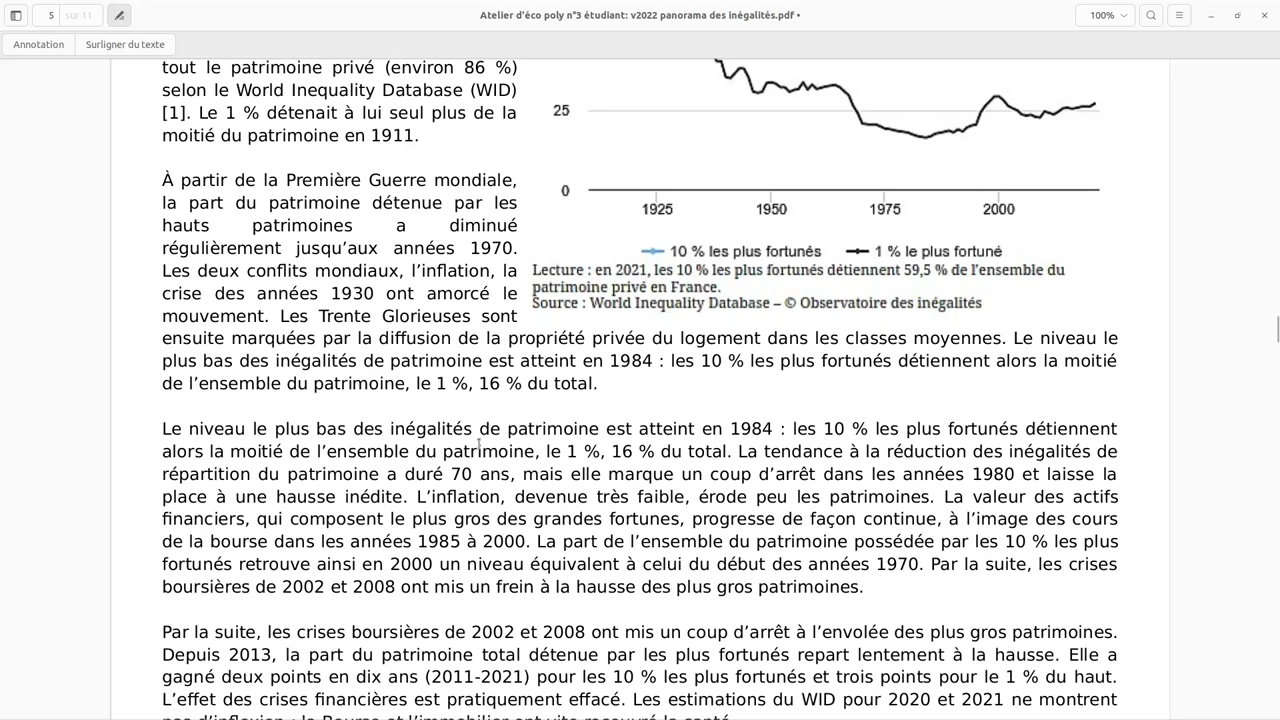 5 sur 11
Atelier d'éco poly n°3 étudiant: v2022 panorama des inégalités.pdf •
100%
Annotation
Surligner du texte
tout le patrimoine privé (environ 86 %)
selon le World Inequality Database (WID)
[1]. Le 1 % détenait à lui seul plus de la
moitié du patrimoine en 1911.
À partir de la Première Guerre mondiale,
la part du patrimoine détenue par les
hauts patrimoines a diminué
régulièrement jusqu’aux années 1970.
Les deux conflits mondiaux, l’inflation, la
crise des années 1930 ont amorcé le
mouvement. Les Trente Glorieuses sont
25
0
1925 1950 1975 2000
10 % les plus fortunés 1 % le plus fortuné
Lecture : en 2021, les 10 % les plus fortunés détiennent 59,5 % de l'ensemble du
patrimoine privé en France.
Source : World Inequality Database – © Observatoire des inégalités
ensuite marquées par la diffusion de la propriété privée du logement dans les classes moyennes. Le niveau le
plus bas des inégalités de patrimoine est atteint en 1984 : les 10 % les plus fortunés détiennent alors la moitié
de l’ensemble du patrimoine, le 1 %, 16 % du total.
Le niveau le plus bas des inégalités de patrimoine est atteint en 1984 : les 10 % les plus fortunés détiennent
alors la moitié de l’ensemble du patrimoine, le 1 %, 16 % du total. La tendance à la réduction des inégalités de
répartition du patrimoine a duré 70 ans, mais elle marque un coup d’arrêt dans les années 1980 et laisse la
place à une hausse inédite. L’inflation, devenue très faible, érode peu les patrimoines. La valeur des actifs
financiers, qui composent le plus gros des grandes fortunes, progresse de façon continue, à l’image des cours
de la bourse dans les années 1985 à 2000. La part de l’ensemble du patrimoine possédée par les 10 % les plus
fortunés retrouve ainsi en 2000 un niveau équivalent à celui du début des années 1970. Par la suite, les crises
boursières de 2002 et 2008 ont mis un frein à la hausse des plus gros patrimoines.
Par la suite, les crises boursières de 2002 et 2008 ont mis un coup d’arrêt à l’envolée des plus gros patrimoines.
Depuis 2013, la part du patrimoine total détenue par les plus fortunés repart lentement à la hausse. Elle a
gagné deux points en dix ans (2011-2021) pour les 10 % les plus fortunés et trois points pour le 1 % du haut.
L’effet des crises financières est pratiquement effacé. Les estimations du WID pour 2020 et 2021 ne montrent
pas d’inflexion : la Bourse et l’immobilier ont vite recouvré la santé.